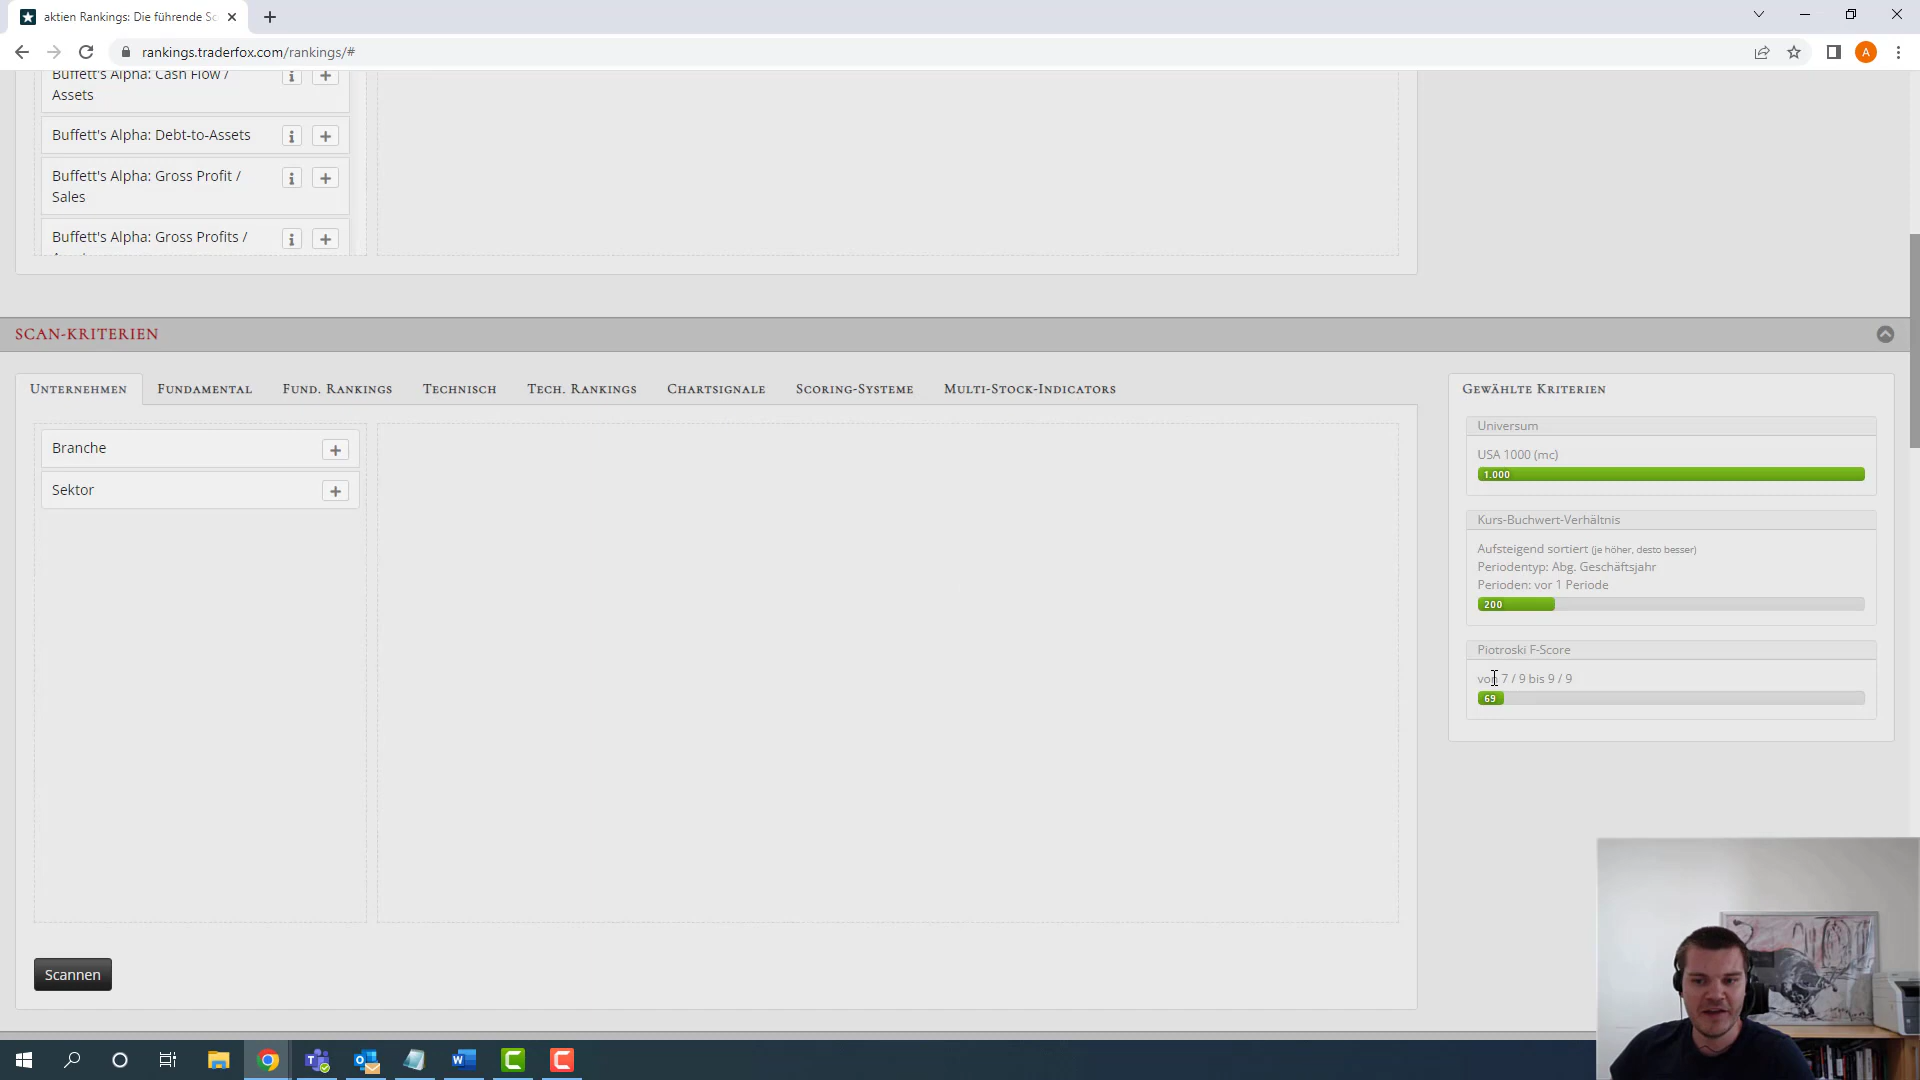 aktien Rankings: Die führende Sc
rankings.traderfox.com/rankings/#
A
Buffett's Alpha: Cash Flow /
Assets
Buffett's Alpha: Debt-to-Assets
Buffett's Alpha: Gross Profit /
Sales
Buffett's Alpha: Gross Profits /
SCAN-KRITERIEN
Unternehmen
Fundamental
Fund. Rankings
Technisch
Tech. Rankings
Chartsignale
Scoring-Systeme
Multi-Stock-Indicators
Branche
Sektor
Scannen
Gewählte Kriterien
Universum
USA 1000 (mc)
1.000
Kurs-Buchwert-Verhältnis
Aufsteigend sortiert (je höher, desto besser)
Periodentyp: Abg. Geschäftsjahr
Perioden: vor 1 Periode
200
Piotroski F-Score
von 7 / 9 bis 9 / 9
69